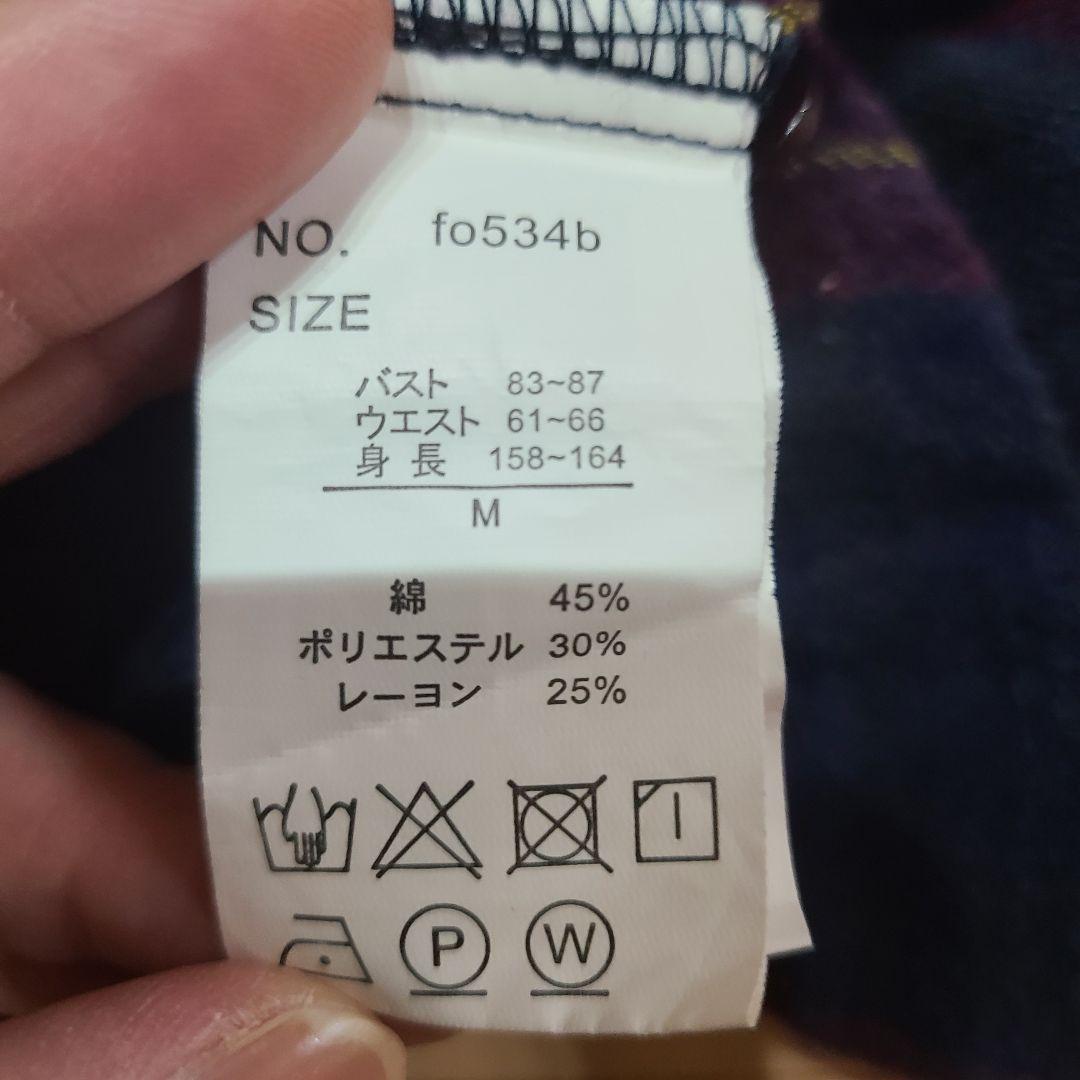 NO. fo534b
SIZE
バスト 83~87
ウエスト 61~66
身長 158~164
M
綿 45%
ポリエステル 30%
レーヨン 25%
P W